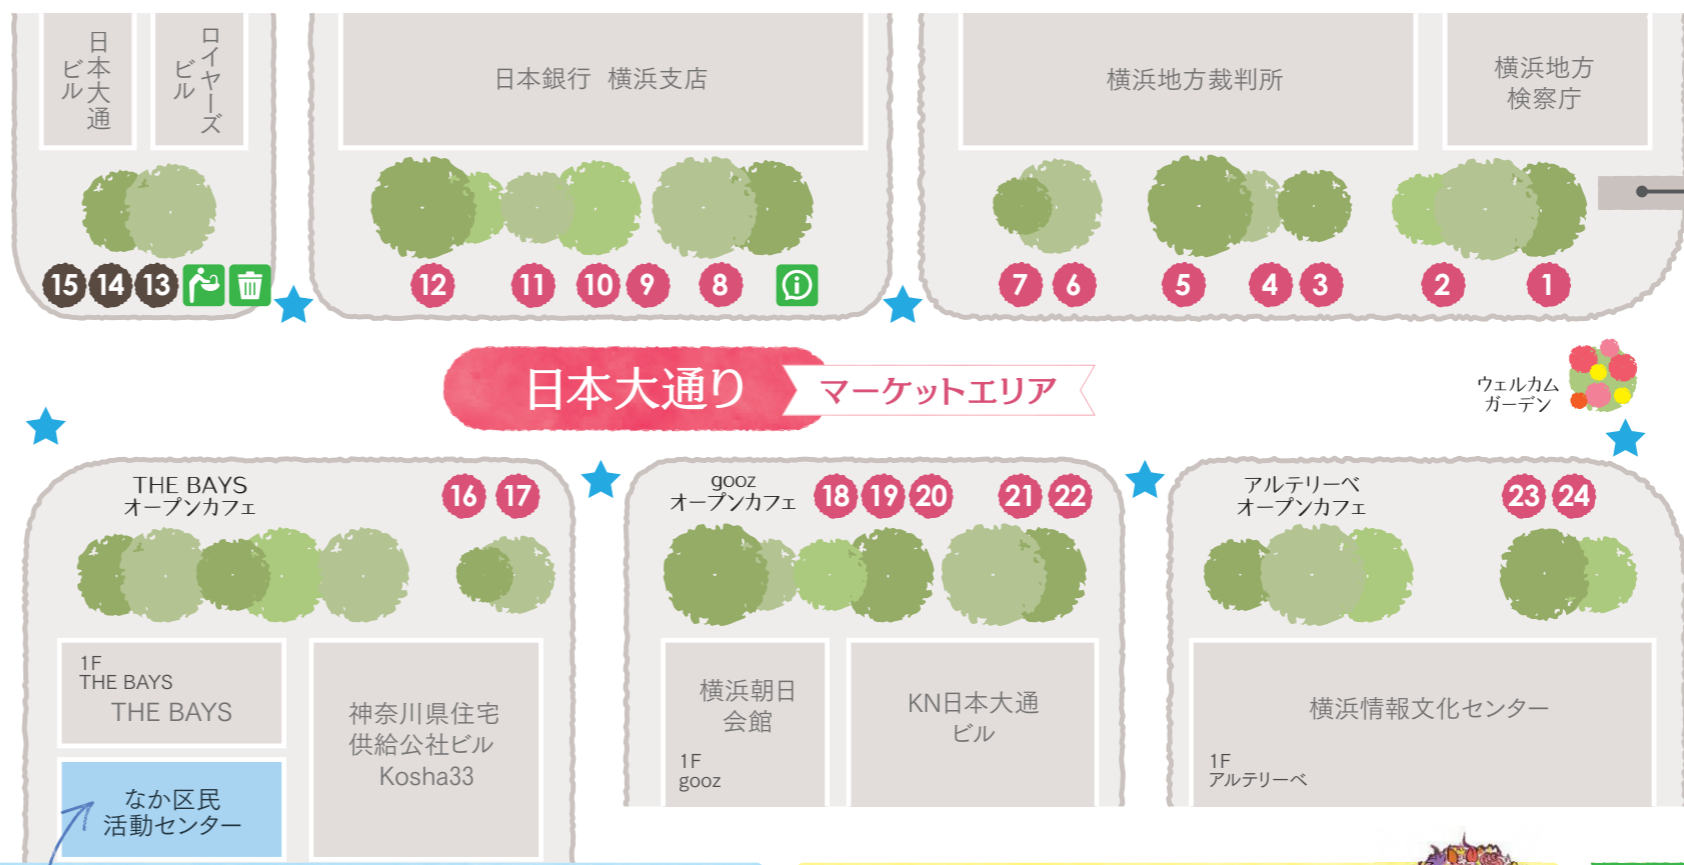 日本大通
ビル
ロイヤーズ
ビル
日本銀行 横浜支店
横浜地方裁判所
横浜地方
検察庁
15 14 13
12 11 10 9 8
7 6 5 4 3 2 1
日本大通り マーケットエリア
ウェルカム
ガーデン
THE BAYS
オープンカフェ
16 17
gooz
オープンカフェ
18 19 20 21 22
アルテリーベ
オープンカフェ
23 24
1F
THE BAYS
THE BAYS
なか区民
活動センター
神奈川県住宅
供給公社ビル
Kosha33
横浜朝日
会館
1F
gooz
KN日本大通
ビル
横浜情報文化センター
1F
アルテリーベ